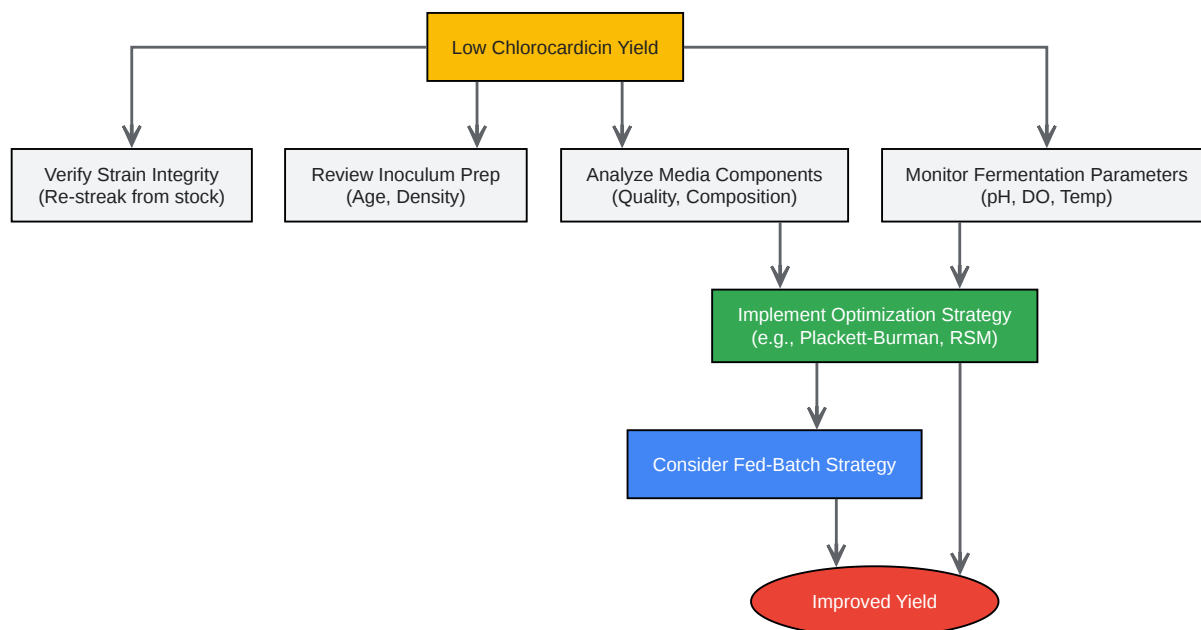 Low Chlorocardicin Yield
Verify Strain Integrity
(Re-streak from stock)
Review Inoculum Prep
(Age, Density)
Analyze Media Components
(Quality, Composition)
Monitor Fermentation Parameters
(pH, DO, Temp)
Implement Optimization Strategy
(e.g., Plackett-Burman, RSM)
Consider Fed-Batch Strategy
Improved Yield